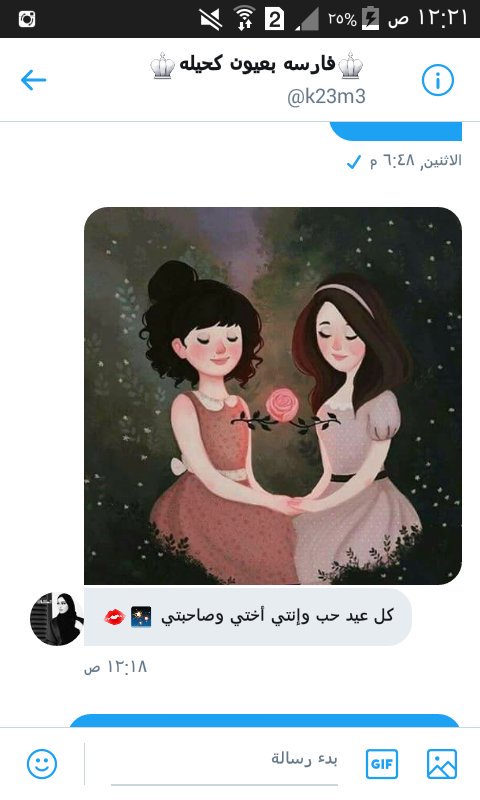 ١٢:٢١ ص
٢٥%
2
فارسه بعيون كحيله
@k23m3
الاثنين, ٦:٤٨ م
كل عيد حب وإنتي أختي وصاحبتي
١٢:١٨ ص
بدء رسالة
GIF